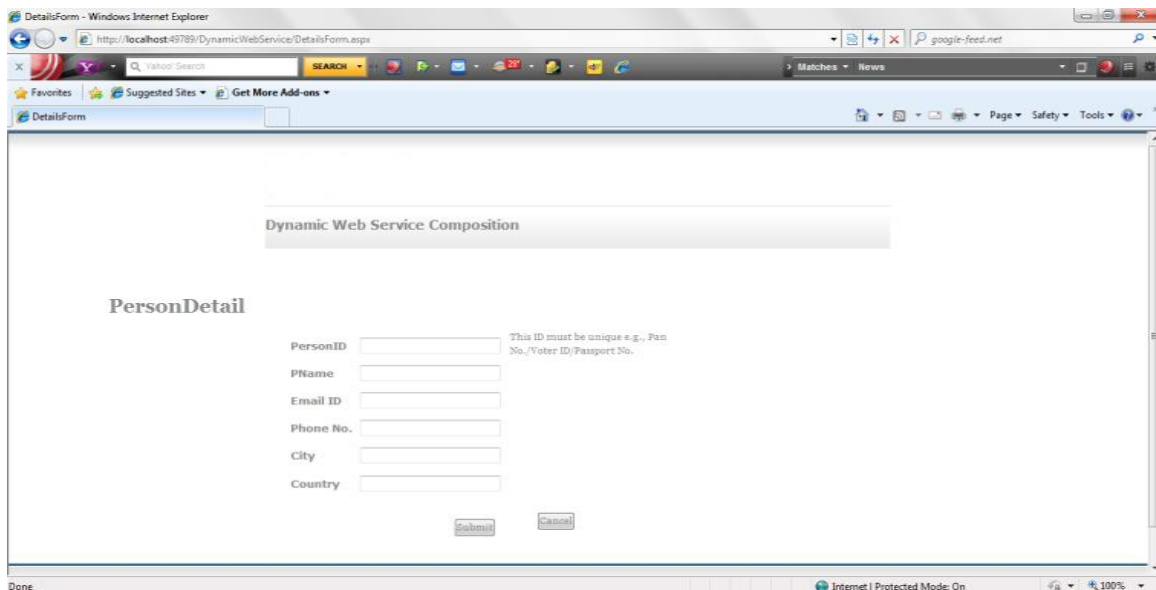 DetailsForm - Windows Internet Explorer
http://localhost:49789/DynamicWebService/DetailsForm.aspx
google-feed.net
Yahoo! Search
SEARCH
Matches
News
Favorites
Suggested Sites
Get More Add-ons
DetailsForm
Page
Safety
Tools
Dynamic Web Service Composition
PersonDetail
PersonID
This ID must be unique e.g., Pan
No./Voter ID/Passport No.
PName
Email ID
Phone No.
City
Country
Submit
Cancel
Done
Internet | Protected Mode: On
100%